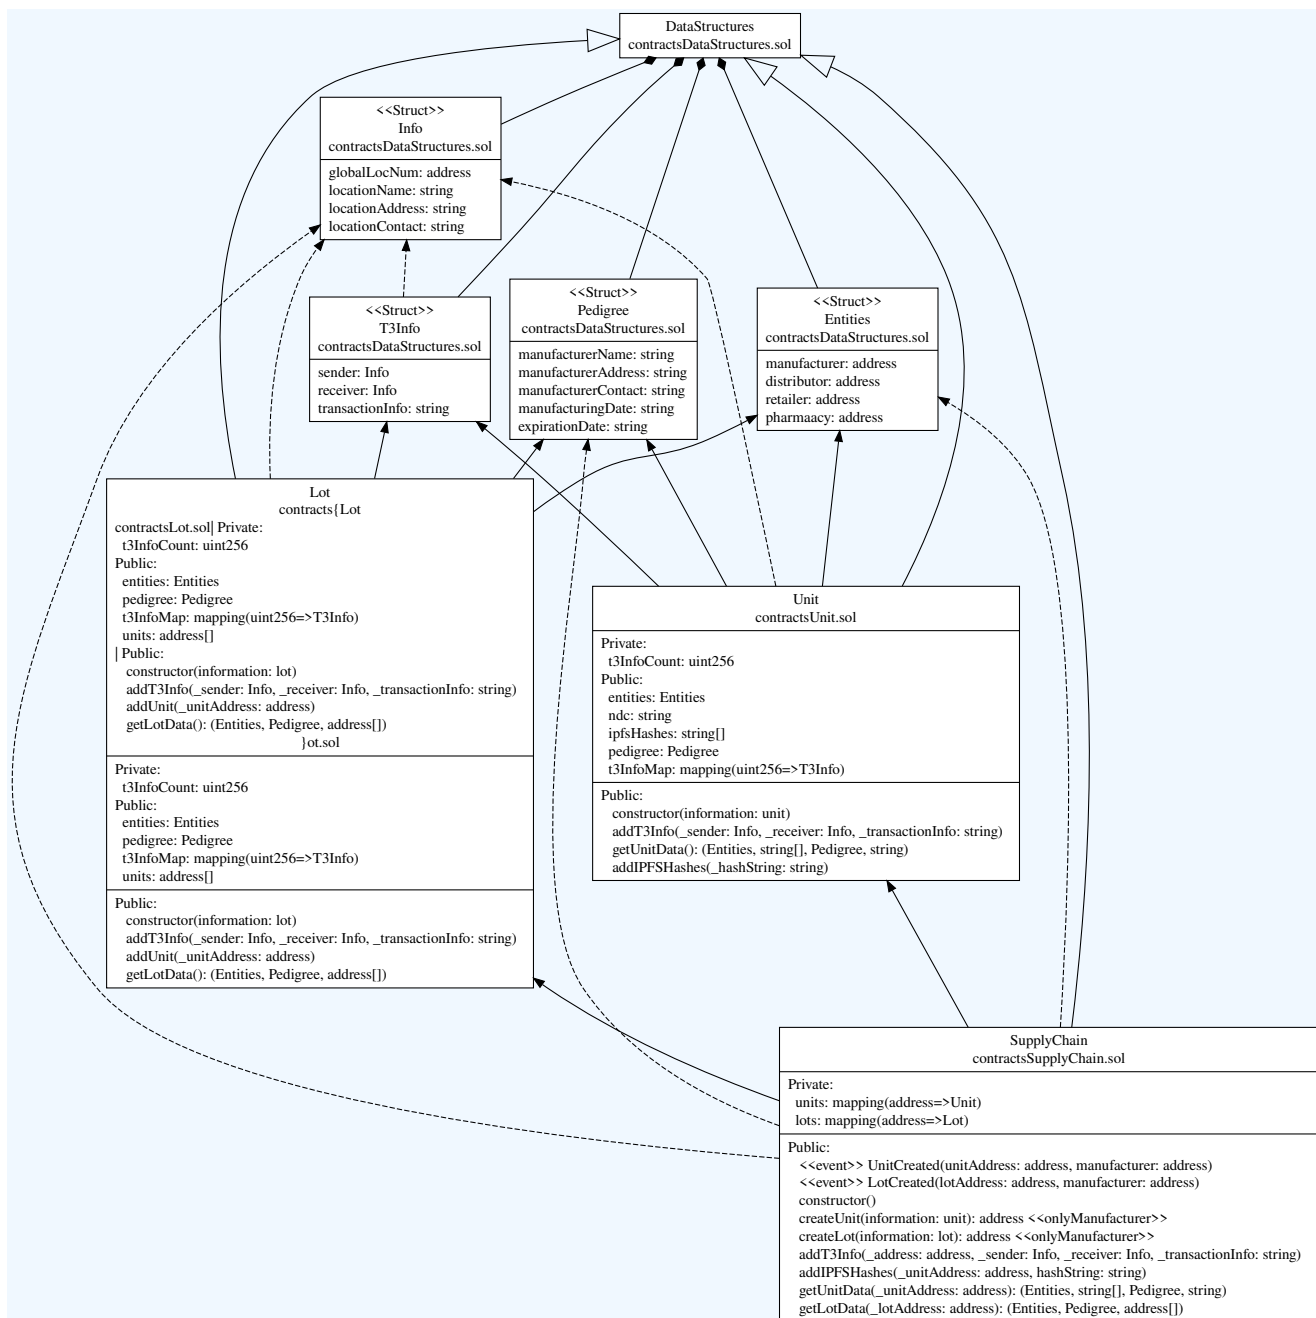 DataStructures
contractsDataStructures.sol
<<Struct>>
Info
contractsDataStructures.sol
globalLocNum: address
locationName: string
locationAddress: string
locationContact: string
<<Struct>>
T3Info
contractsDataStructures.sol
sender: Info
receiver: Info
transactionInfo: string
<<Struct>>
Pedigree
contractsDataStructures.sol
manufacturerName: string
manufacturerAddress: string
manufacturerContact: string
manufacturingDate: string
expirationDate: string
<<Struct>>
Entities
contractsDataStructures.sol
manufacturer: address
distributor: address
retailer: address
pharmaacy: address
Lot
contracts{Lot
contractsLot.sol| Private:
t3InfoCount: uint256
Public:
entities: Entities
pedigree: Pedigree
t3InfoMap: mapping(uint256=>T3Info)
units: address[]
| Public:
constructor(information: lot)
addT3Info(_sender: Info, _receiver: Info, _transactionInfo: string)
addUnit(_unitAddress: address)
getLotData(): (Entities, Pedigree, address[])
}ot.sol
Private:
t3InfoCount: uint256
Public:
entities: Entities
pedigree: Pedigree
t3InfoMap: mapping(uint256=>T3Info)
units: address[]
Public:
constructor(information: lot)
addT3Info(_sender: Info, _receiver: Info, _transactionInfo: string)
addUnit(_unitAddress: address)
getLotData(): (Entities, Pedigree, address[])
Unit
contractsUnit.sol
Private:
t3InfoCount: uint256
Public:
entities: Entities
ndc: string
ipfsHashes: string[]
pedigree: Pedigree
t3InfoMap: mapping(uint256=>T3Info)
Public:
constructor(information: unit)
addT3Info(_sender: Info, _receiver: Info, _transactionInfo: string)
getUnitData(): (Entities, string[], Pedigree, string)
addIPFSHashes(_hashString: string)
SupplyChain
contractsSupplyChain.sol
Private:
units: mapping(address=>Unit)
lots: mapping(address=>Lot)
Public:
<<event>> UnitCreated(unitAddress: address, manufacturer: address)
<<event>> LotCreated(lotAddress: address, manufacturer: address)
constructor()
createUnit(information: unit): address <<onlyManufacturer>>
createLot(information: lot): address <<onlyManufacturer>>
addT3Info(_address: address, _sender: Info, _receiver: Info, _transactionInfo: string)
addIPFSHashes(_unitAddress: address, hashString: string)
getUnitData(_unitAddress: address): (Entities, string[], Pedigree, string)
getLotData(_lotAddress: address): (Entities, Pedigree, address[])